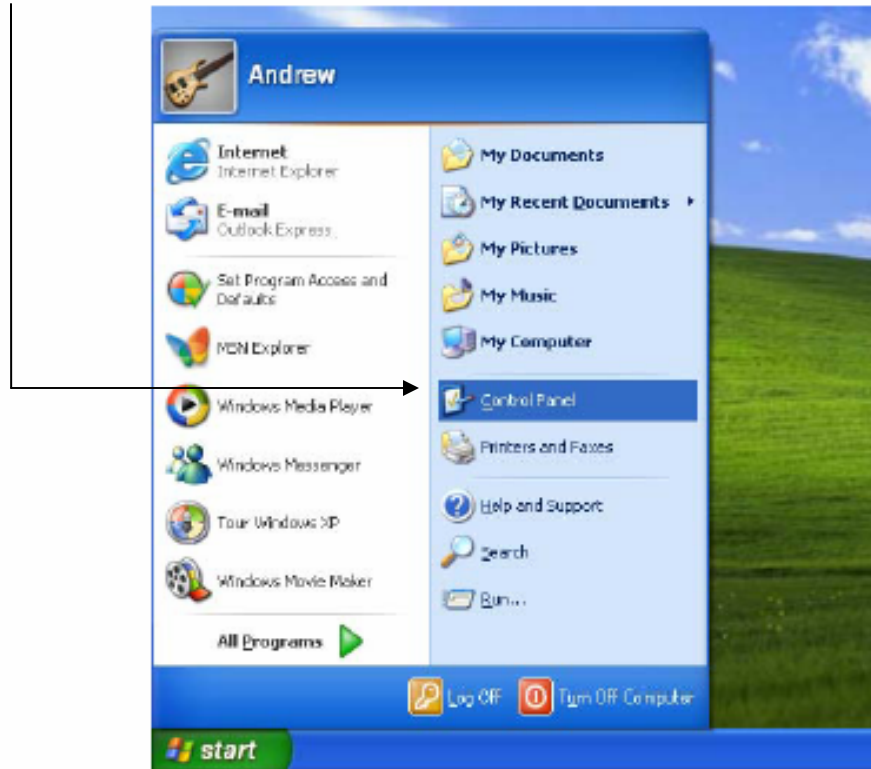 Andrew
Internet
Internet Explorer
E-mail
Outlook Express
Set Program Access and
Defaults
MSN Explorer
Windows Media Player
Windows Messenger
Tour Windows XP
Windows Movie Maker
All Programs
My Documents
My Recent Documents
My Pictures
My Music
My Computer
Control Panel
Printers and Faxes
Help and Support
Search
Run...
Log Off
Turn Off Computer
start